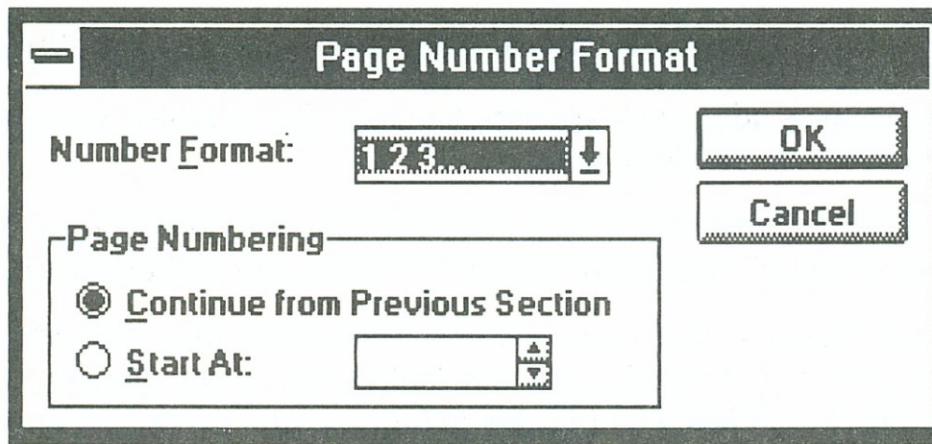 Page Number Format
Number Format: 1 2 3... OK
Cancel
Page Numbering
Continue from Previous Section
Start At: